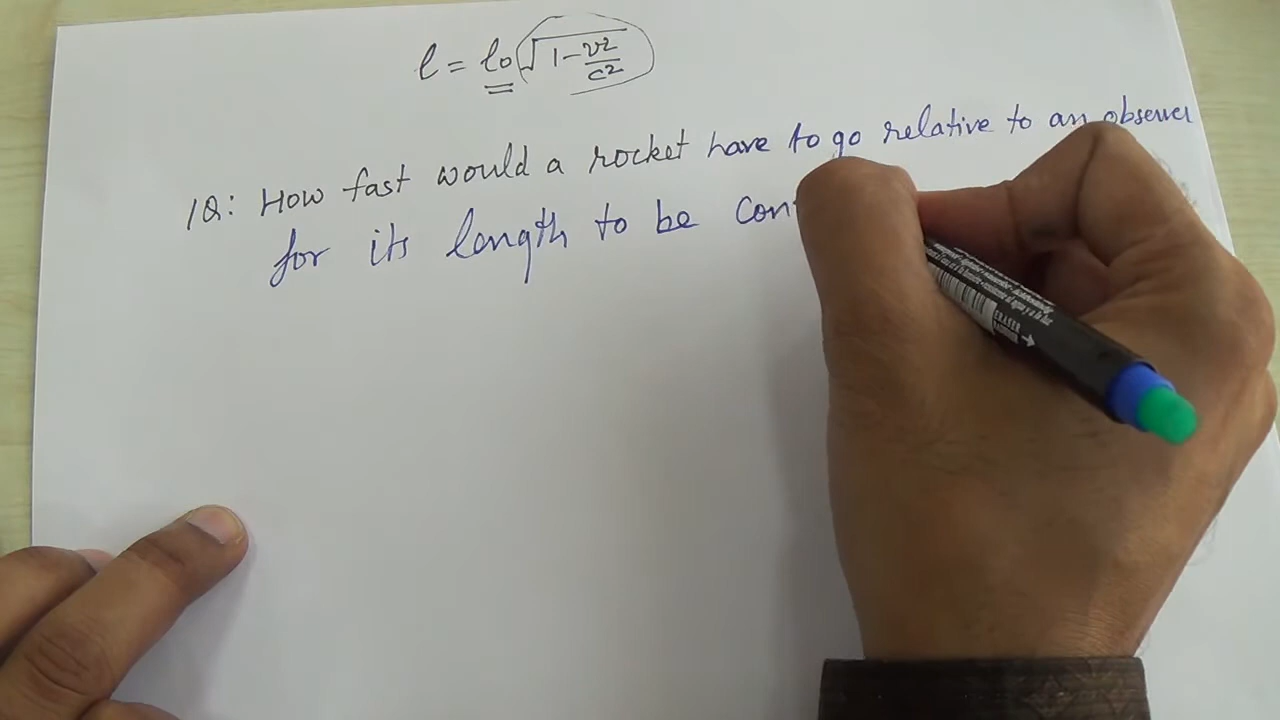 l = lo √1-v2/c2
1Q: How fast would a rocket have to go relative to an observer
for its length to be con
ERASER